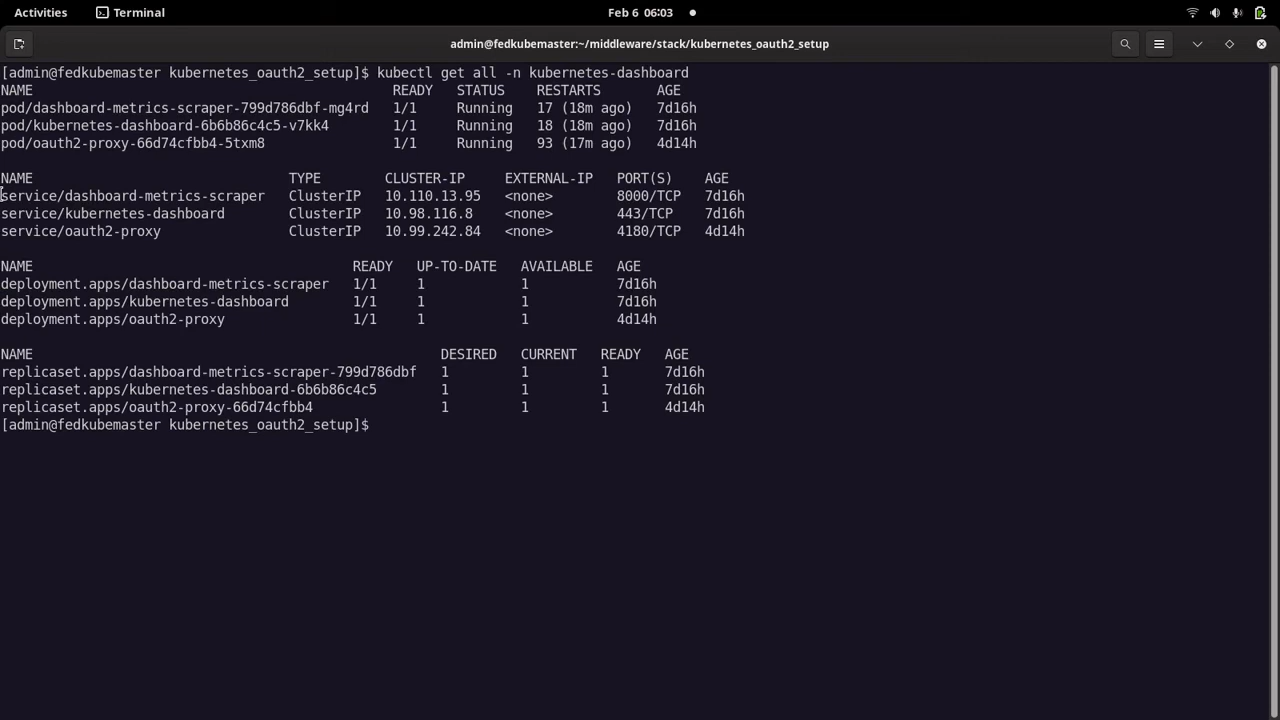 Activities Terminal Feb 6 06:03
admin@fedkubemaster:~/middleware/stack/kubernetes_oauth2_setup
[admin@fedkubemaster kubernetes_oauth2_setup]$ kubectl get all -n kubernetes-dashboard
NAME READY STATUS RESTARTS AGE
pod/dashboard-metrics-scraper-799d786dbf-mg4rd 1/1 Running 17 (18m ago) 7d16h
pod/kubernetes-dashboard-6b6b86c4c5-v7kk4 1/1 Running 18 (18m ago) 7d16h
pod/oauth2-proxy-66d74cfbb4-5txm8 1/1 Running 93 (17m ago) 4d14h
NAME TYPE CLUSTER-IP EXTERNAL-IP PORT(S) AGE
service/dashboard-metrics-scraper ClusterIP 10.110.13.95 <none> 8000/TCP 7d16h
service/kubernetes-dashboard ClusterIP 10.98.116.8 <none> 443/TCP 7d16h
service/oauth2-proxy ClusterIP 10.99.242.84 <none> 4180/TCP 4d14h
NAME READY UP-TO-DATE AVAILABLE AGE
deployment.apps/dashboard-metrics-scraper 1/1 1 1 7d16h
deployment.apps/kubernetes-dashboard 1/1 1 1 7d16h
deployment.apps/oauth2-proxy 1/1 1 1 4d14h
NAME DESIRED CURRENT READY AGE
replicaset.apps/dashboard-metrics-scraper-799d786dbf 1 1 1 7d16h
replicaset.apps/kubernetes-dashboard-6b6b86c4c5 1 1 1 7d16h
replicaset.apps/oauth2-proxy-66d74cfbb4 1 1 1 4d14h
[admin@fedkubemaster kubernetes_oauth2_setup]$